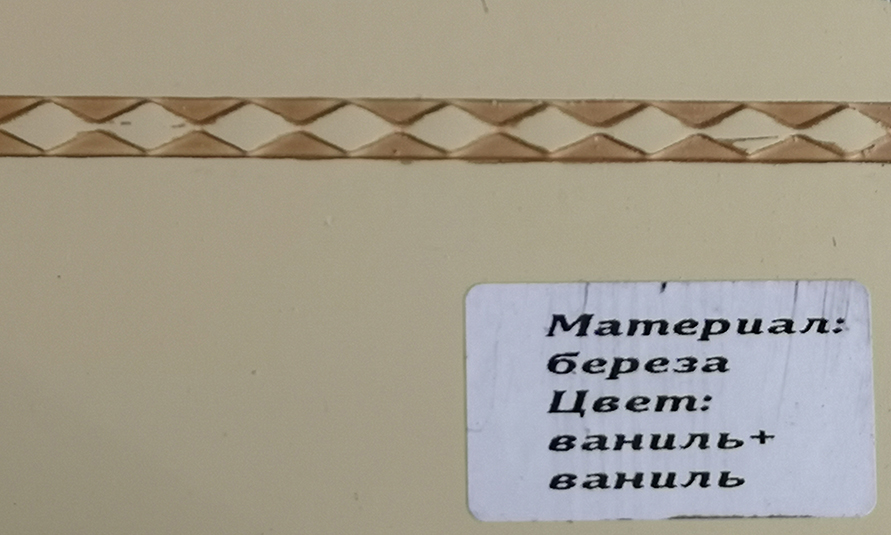 Материал:
береза
Цвет:
ваниль+
ваниль